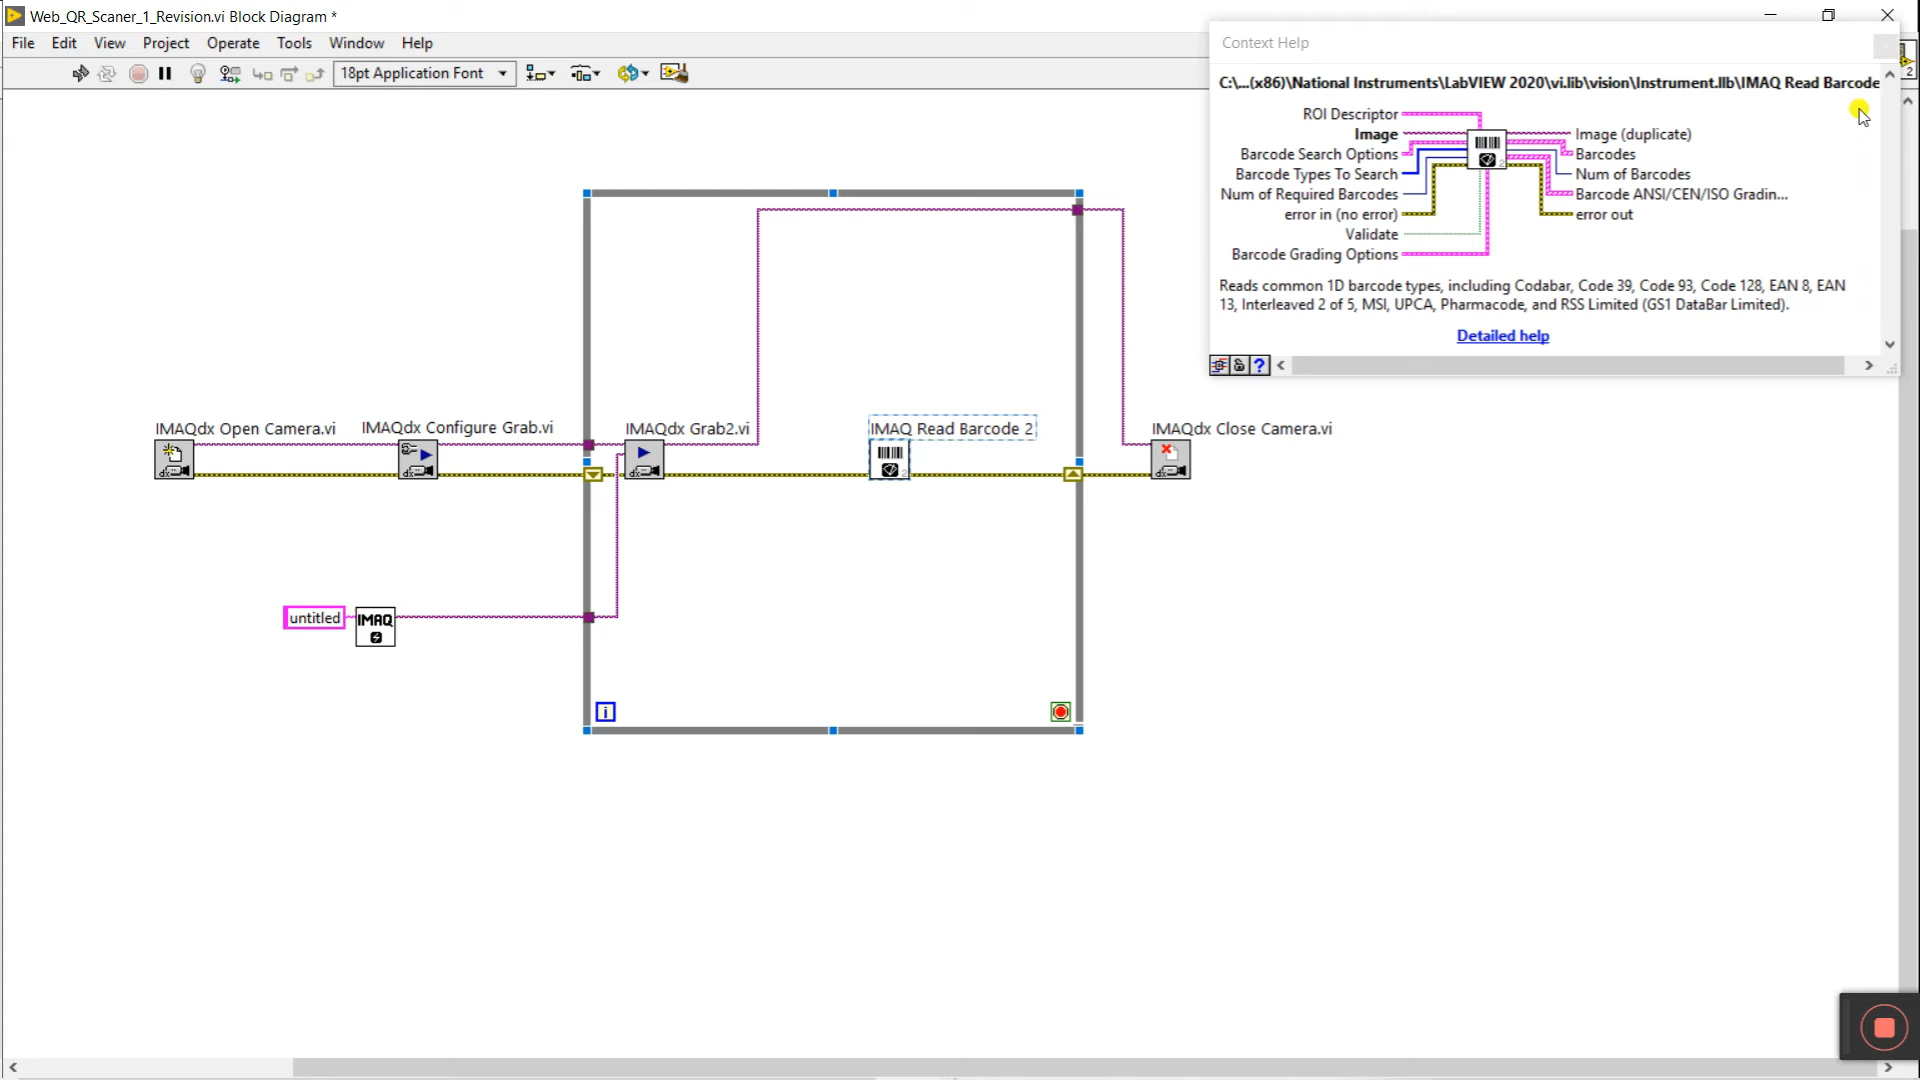 Web_QR_Scaner_1_Revision.vi Block Diagram *
File Edit View Project Operate Tools Window Help
18pt Application Font
Context Help
C:\...(x86)\National Instruments\LabVIEW 2020\vi.lib\vision\Instrument.llb\IMAQ Read Barcode
ROI Descriptor
Image
Image (duplicate)
Barcode Search Options
Barcodes
Barcode Types To Search
Num of Barcodes
Num of Required Barcodes
Barcode ANSI/CEN/ISO Gradin...
error in (no error)
error out
Validate
Barcode Grading Options
Reads common 1D barcode types, including Codabar, Code 39, Code 93, Code 128, EAN 8, EAN
13, Interleaved 2 of 5, MSI, UPCA, Pharmacode, and RSS Limited (GS1 DataBar Limited).
Detailed help
?
2
IMAQdx Open Camera.vi
IMAQdx Configure Grab.vi
IMAQdx Grab2.vi
IMAQ Read Barcode 2
IMAQdx Close Camera.vi
dx
dx
dx
2
dx
untitled
IMAQ
i